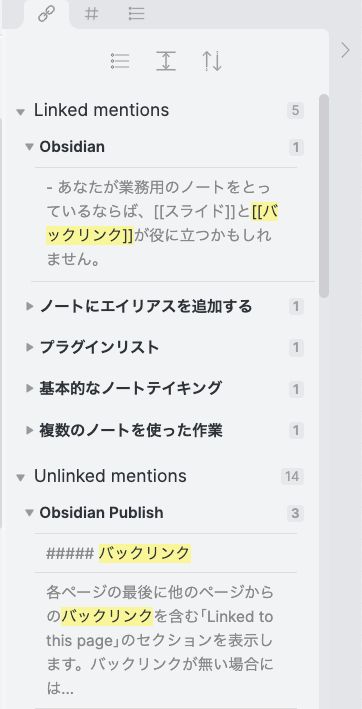 Linked mentions 5
Obsidian 1
- あなたが業務用のノートをとっ
ているならば、[[スライド]]と[[バ
ックリンク]]が役に立つかもしれ
ません。
ノートにエイリアスを追加する 1
プラグインリスト 1
基本的なノートテイキング 1
複数のノートを使った作業 1
Unlinked mentions 14
Obsidian Publish 3
##### バックリンク
各ページの最後に他のページから
のバックリンクを含む「Linked to
this page」のセクションを表示し
ます。バックリンクが無い場合に
は...